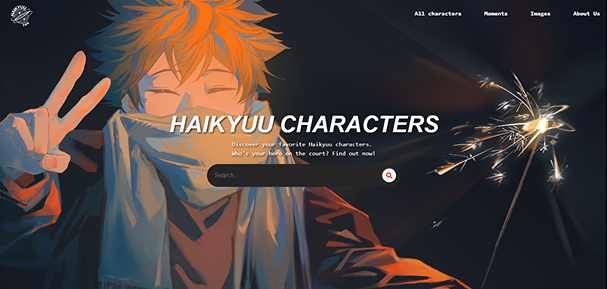 HAIKYUU
All characters
Moments
Images
About Us
HAIKYUU CHARACTERS
Discover your favorite Haikyuu characters.
Who's your hero on the court? Find out now!
Search...